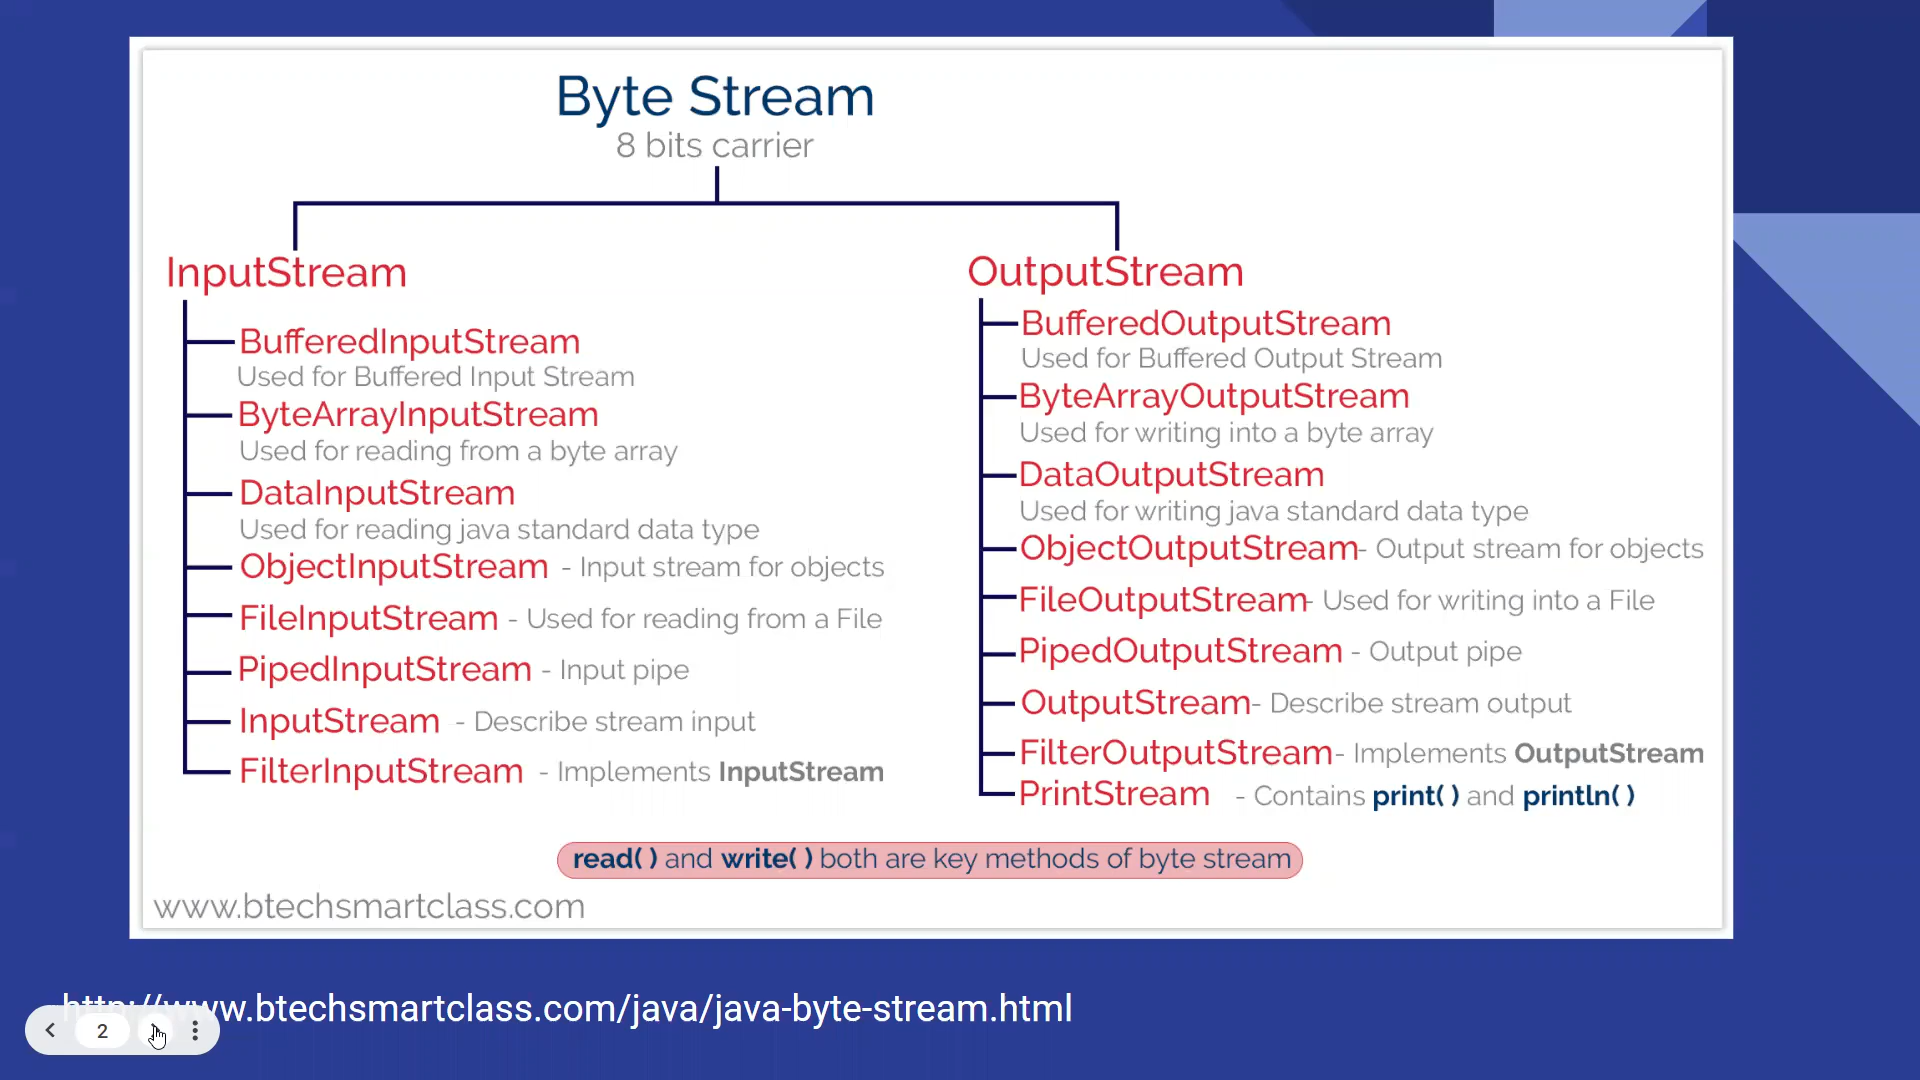 Byte Stream
8 bits carrier
InputStream
BufferedInputStream
Used for Buffered Input Stream
ByteArrayInputStream
Used for reading from a byte array
DataInputStream
Used for reading java standard data type
ObjectInputStream - Input stream for objects
FileInputStream - Used for reading from a File
PipedInputStream - Input pipe
InputStream - Describe stream input
FilterInputStream - Implements InputStream
OutputStream
BufferedOutputStream
Used for Buffered Output Stream
ByteArrayOutputStream
Used for writing into a byte array
DataOutputStream
Used for writing java standard data type
ObjectOutputStream - Output stream for objects
FileOutputStream - Used for writing into a File
PipedOutputStream - Output pipe
OutputStream - Describe stream output
FilterOutputStream - Implements OutputStream
PrintStream - Contains print( ) and println( )
read( ) and write( ) both are key methods of byte stream
www.btechsmartclass.com
http://www.btechsmartclass.com/java/java-byte-stream.html
2